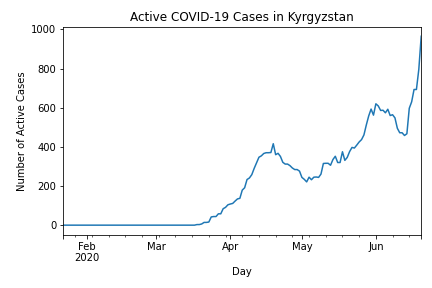 Active COVID-19 Cases in Kyrgyzstan
1000
800
600
400
200
0
Number of Active Cases
Feb Mar Apr May Jun
2020
Day